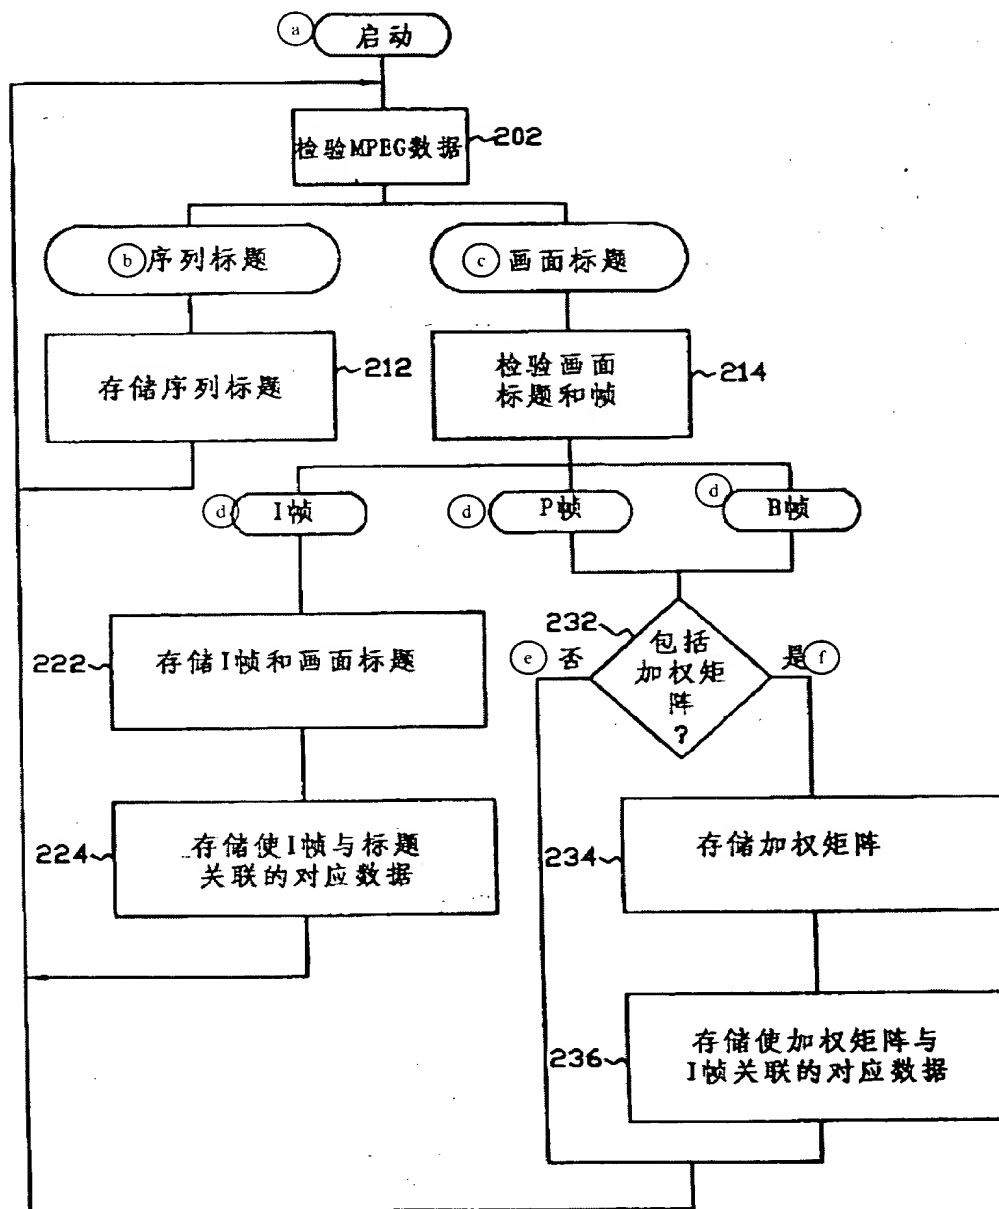 a 启动
检验MPEG数据 202
b 序列标题
c 画面标题
存储序列标题 212
检验画面
标题和帧 214
d I帧
d P帧
d B帧
232
包括
加权矩
阵
?
e 否
是 f
222 存储I帧和画面标题
224 存储使I帧与标题
关联的对应数据
234 存储加权矩阵
236 存储使加权矩阵与
I帧关联的对应数据